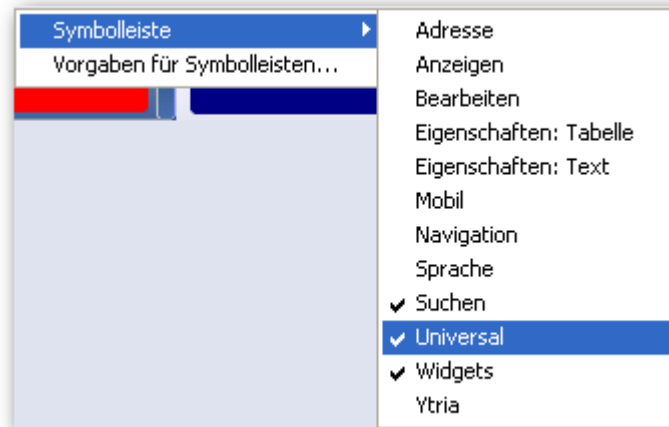 Symbolleiste
Vorgaben für Symbolleisten...
Adresse
Anzeigen
Bearbeiten
Eigenschaften: Tabelle
Eigenschaften: Text
Mobil
Navigation
Sprache
Suchen
Universal
Widgets
Ytria